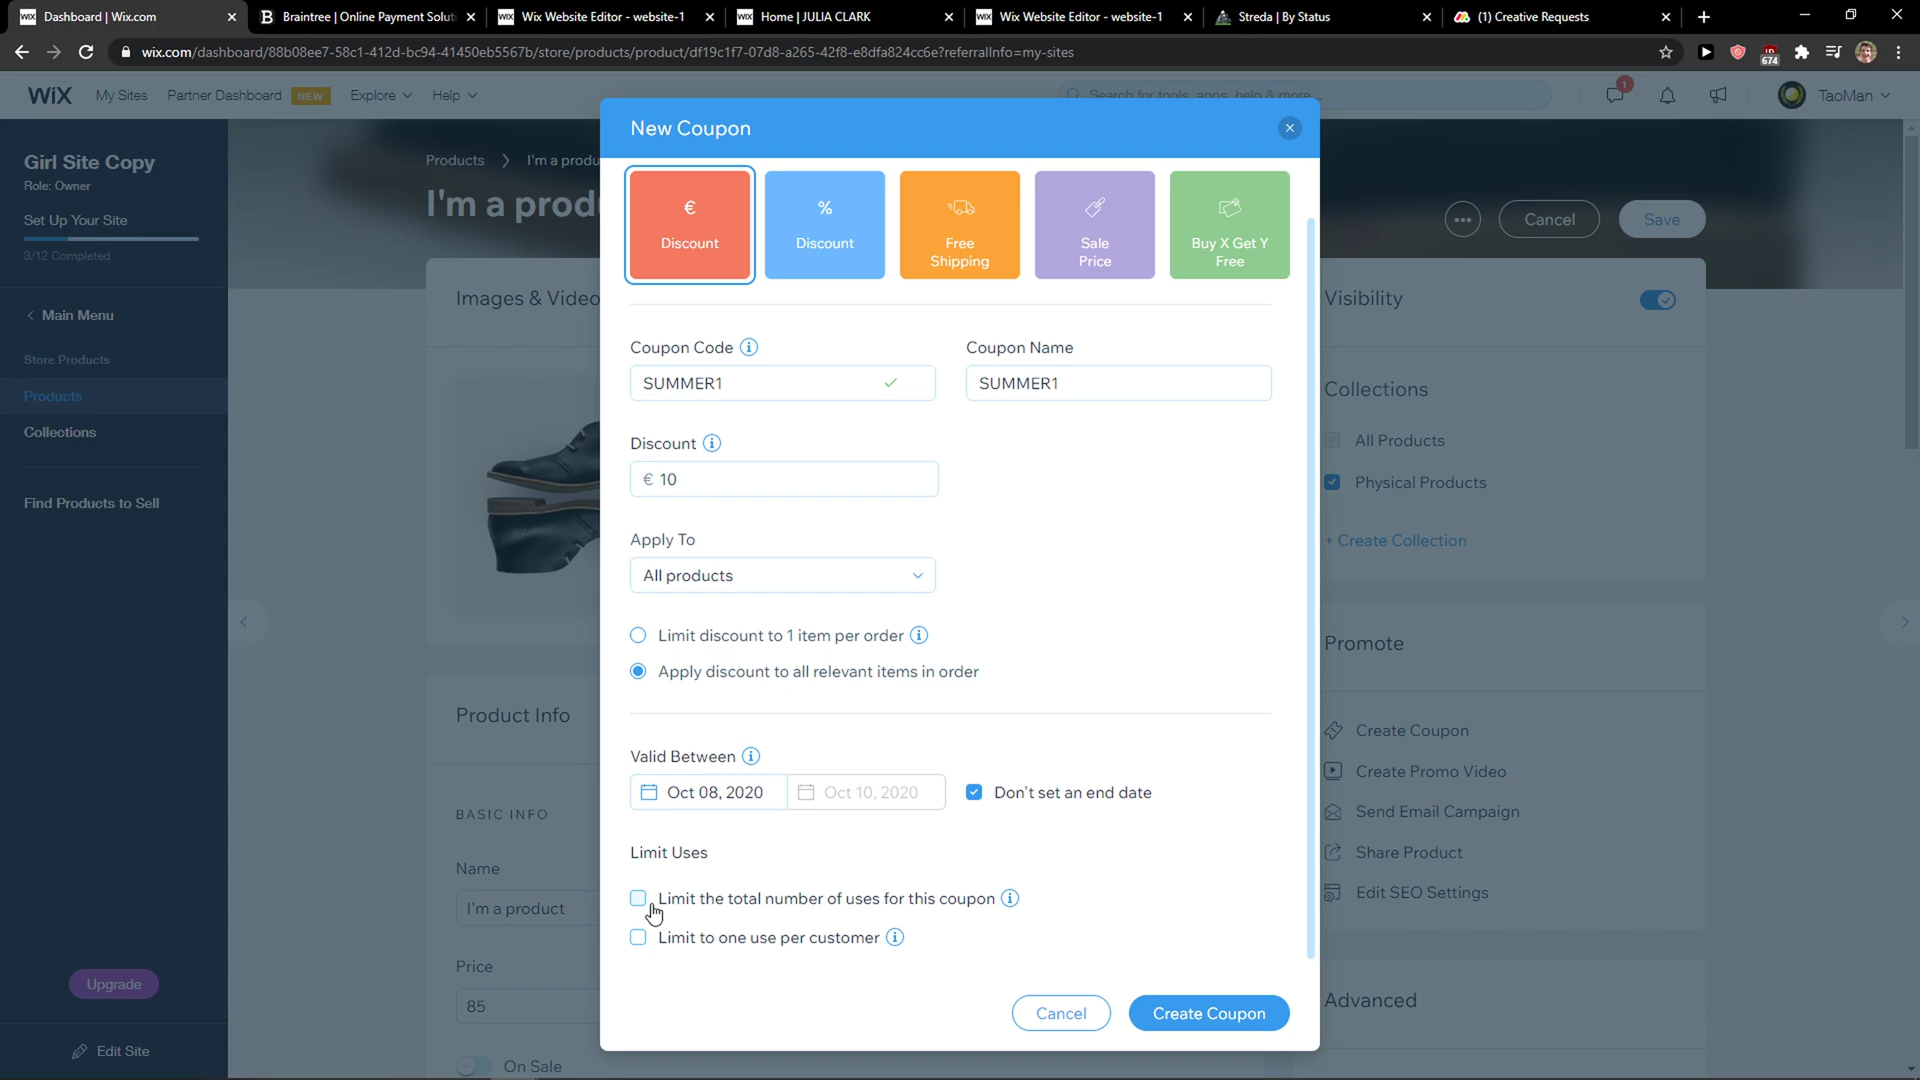 Dashboard | Wix.com
Braintree | Online Payment Soluti
Wix Website Editor - website-1
Home | JULIA CLARK
Wix Website Editor - website-1
Streda | By Status
(1) Creative Requests
wix.com/dashboard/88b08ee7-58c1-412d-bc94-41450eb5567b/store/products/product/df19c1f7-07d8-a265-42f8-e8dfa824cc6e?referralInfo=my-sites
674
WiX
My Sites
Partner Dashboard
NEW
Explore
Help
Search for tools, apps, help & more...
1
TaoMan
Girl Site Copy
Role: Owner
Set Up Your Site
3/12 Completed
Main Menu
Store Products
Products
Collections
Find Products to Sell
Upgrade
Edit Site
Products
I'm a produ
I'm a prod
Cancel
Save
Images & Video
Product Info
BASIC INFO
Name
I'm a product
Price
85
On Sale
New Coupon
€
Discount
%
Discount
Free
Shipping
Sale
Price
Buy X Get Y
Free
Coupon Code
SUMMER1
Coupon Name
SUMMER1
Discount
€ 10
Apply To
All products
Limit discount to 1 item per order
Apply discount to all relevant items in order
Valid Between
Oct 08, 2020
Oct 10, 2020
Don't set an end date
Limit Uses
Limit the total number of uses for this coupon
Limit to one use per customer
Cancel
Create Coupon
Visibility
Collections
All Products
Physical Products
+ Create Collection
Promote
Create Coupon
Create Promo Video
Send Email Campaign
Share Product
Edit SEO Settings
Advanced